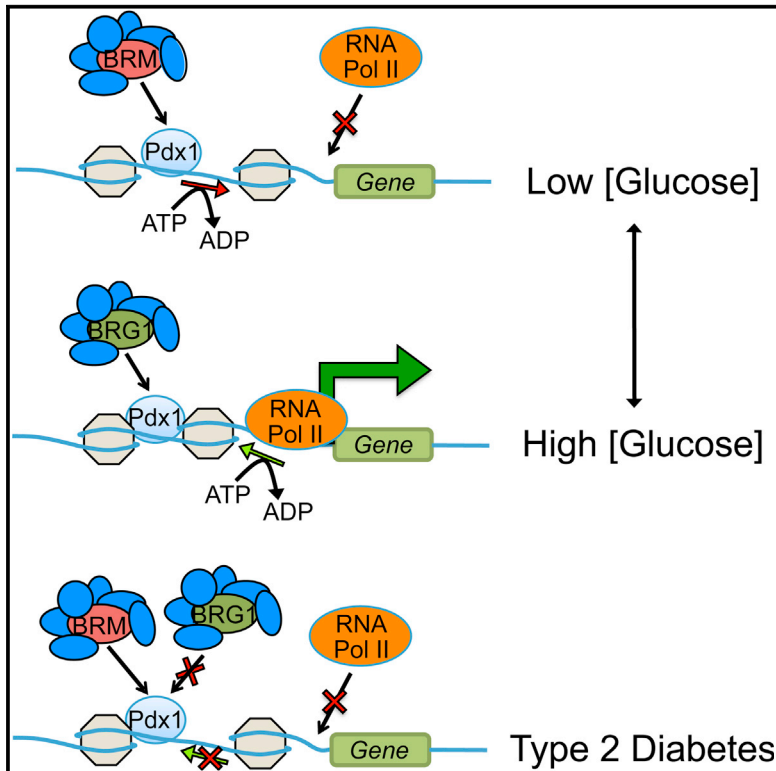 BRM
RNA
Pol II
Pdx1
Gene
Low [Glucose]
ATP
ADP
BRG1
Pdx1
RNA
Pol II
Gene
High [Glucose]
ATP
ADP
BRM
BRG1
RNA
Pol II
Pdx1
Gene
Type 2 Diabetes